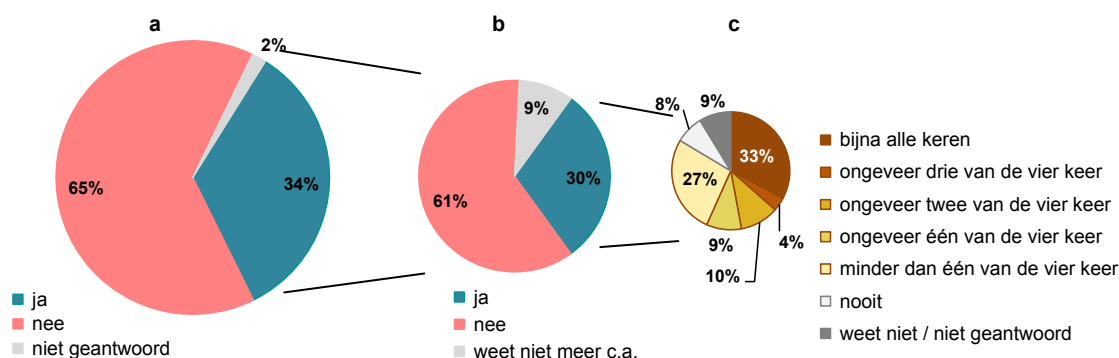 a
2%
65%
34%
ja
nee
niet geantwoord
b
9%
30%
61%
ja
nee
weet niet meer c.a.
c
8%
9%
33%
27%
4%
9%
10%
bijna alle keren
ongeveer drie van de vier keer
ongeveer twee van de vier keer
ongeveer één van de vier keer
minder dan één van de vier keer
nooit
weet niet / niet geantwoord